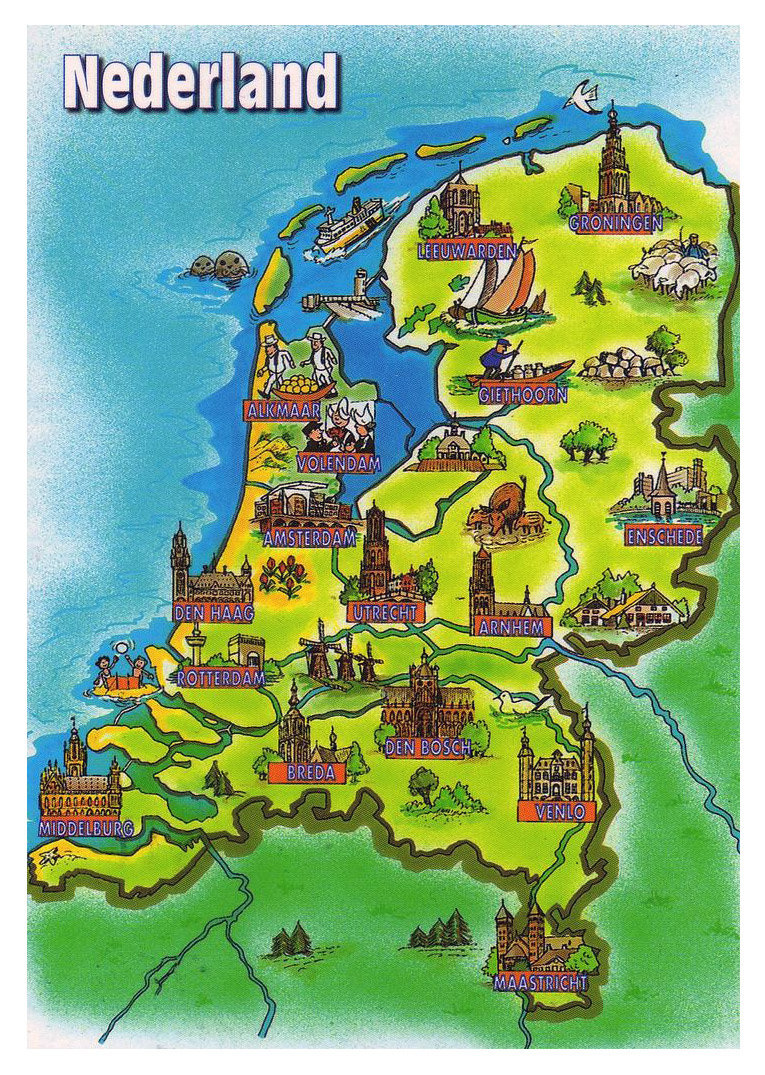 Nederland
GRONINGEN
LEEUWARDEN
GIETHOORN
ALKMAAR
VOLENDAM
AMSTERDAM
ENSCHEDE
DEN HAAG
UTRECHT
ARNHEM
ROTTERDAM
DEN BOSCH
BREDA
VENLO
MIDDELBURG
MAASTRICHT